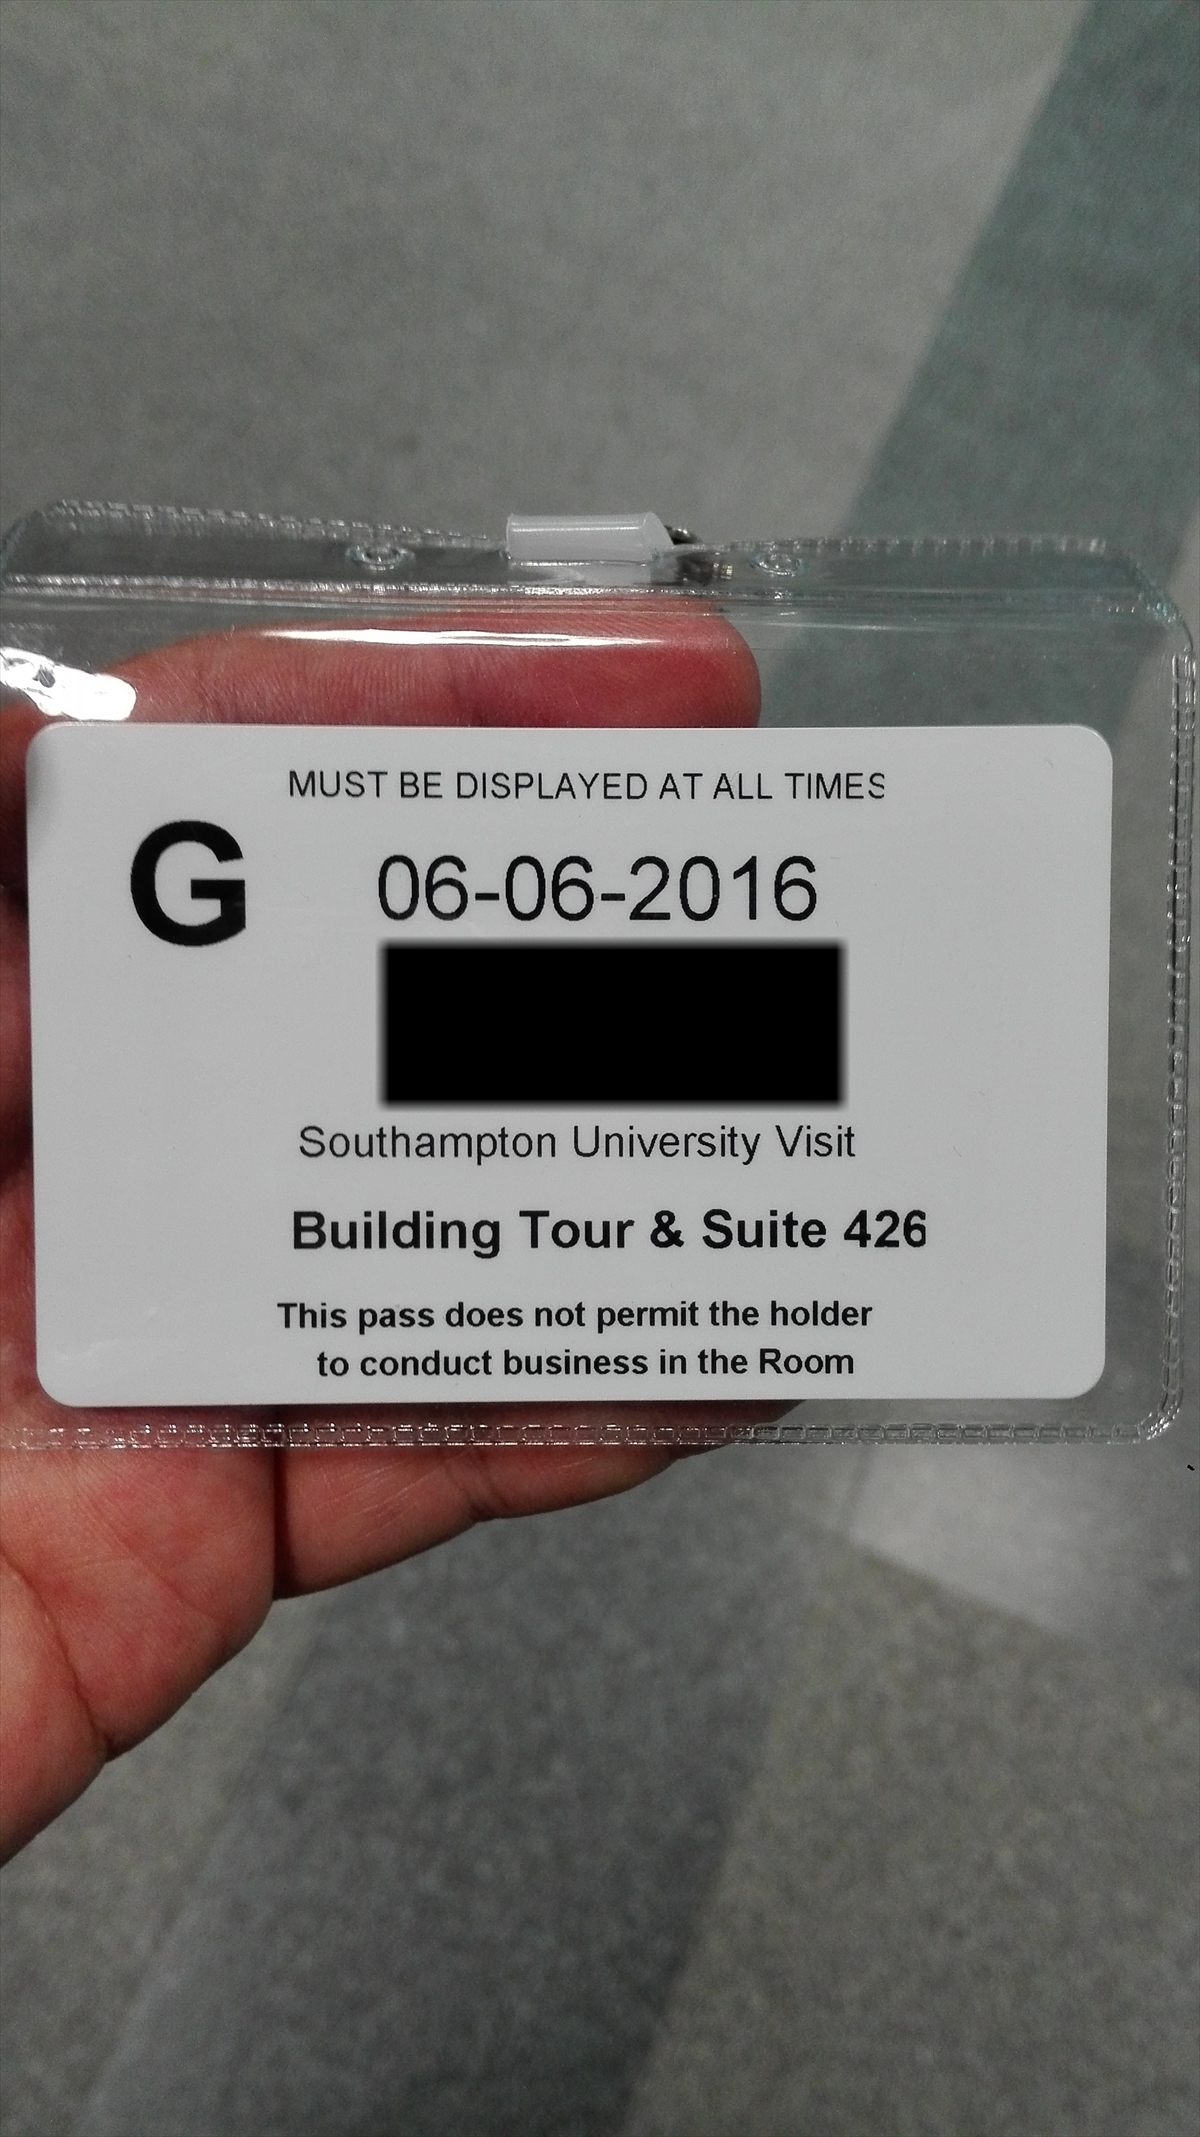 MUST BE DISPLAYED AT ALL TIMES
G 06-06-2016
Southampton University Visit
Building Tour & Suite 426
This pass does not permit the holder
to conduct business in the Room